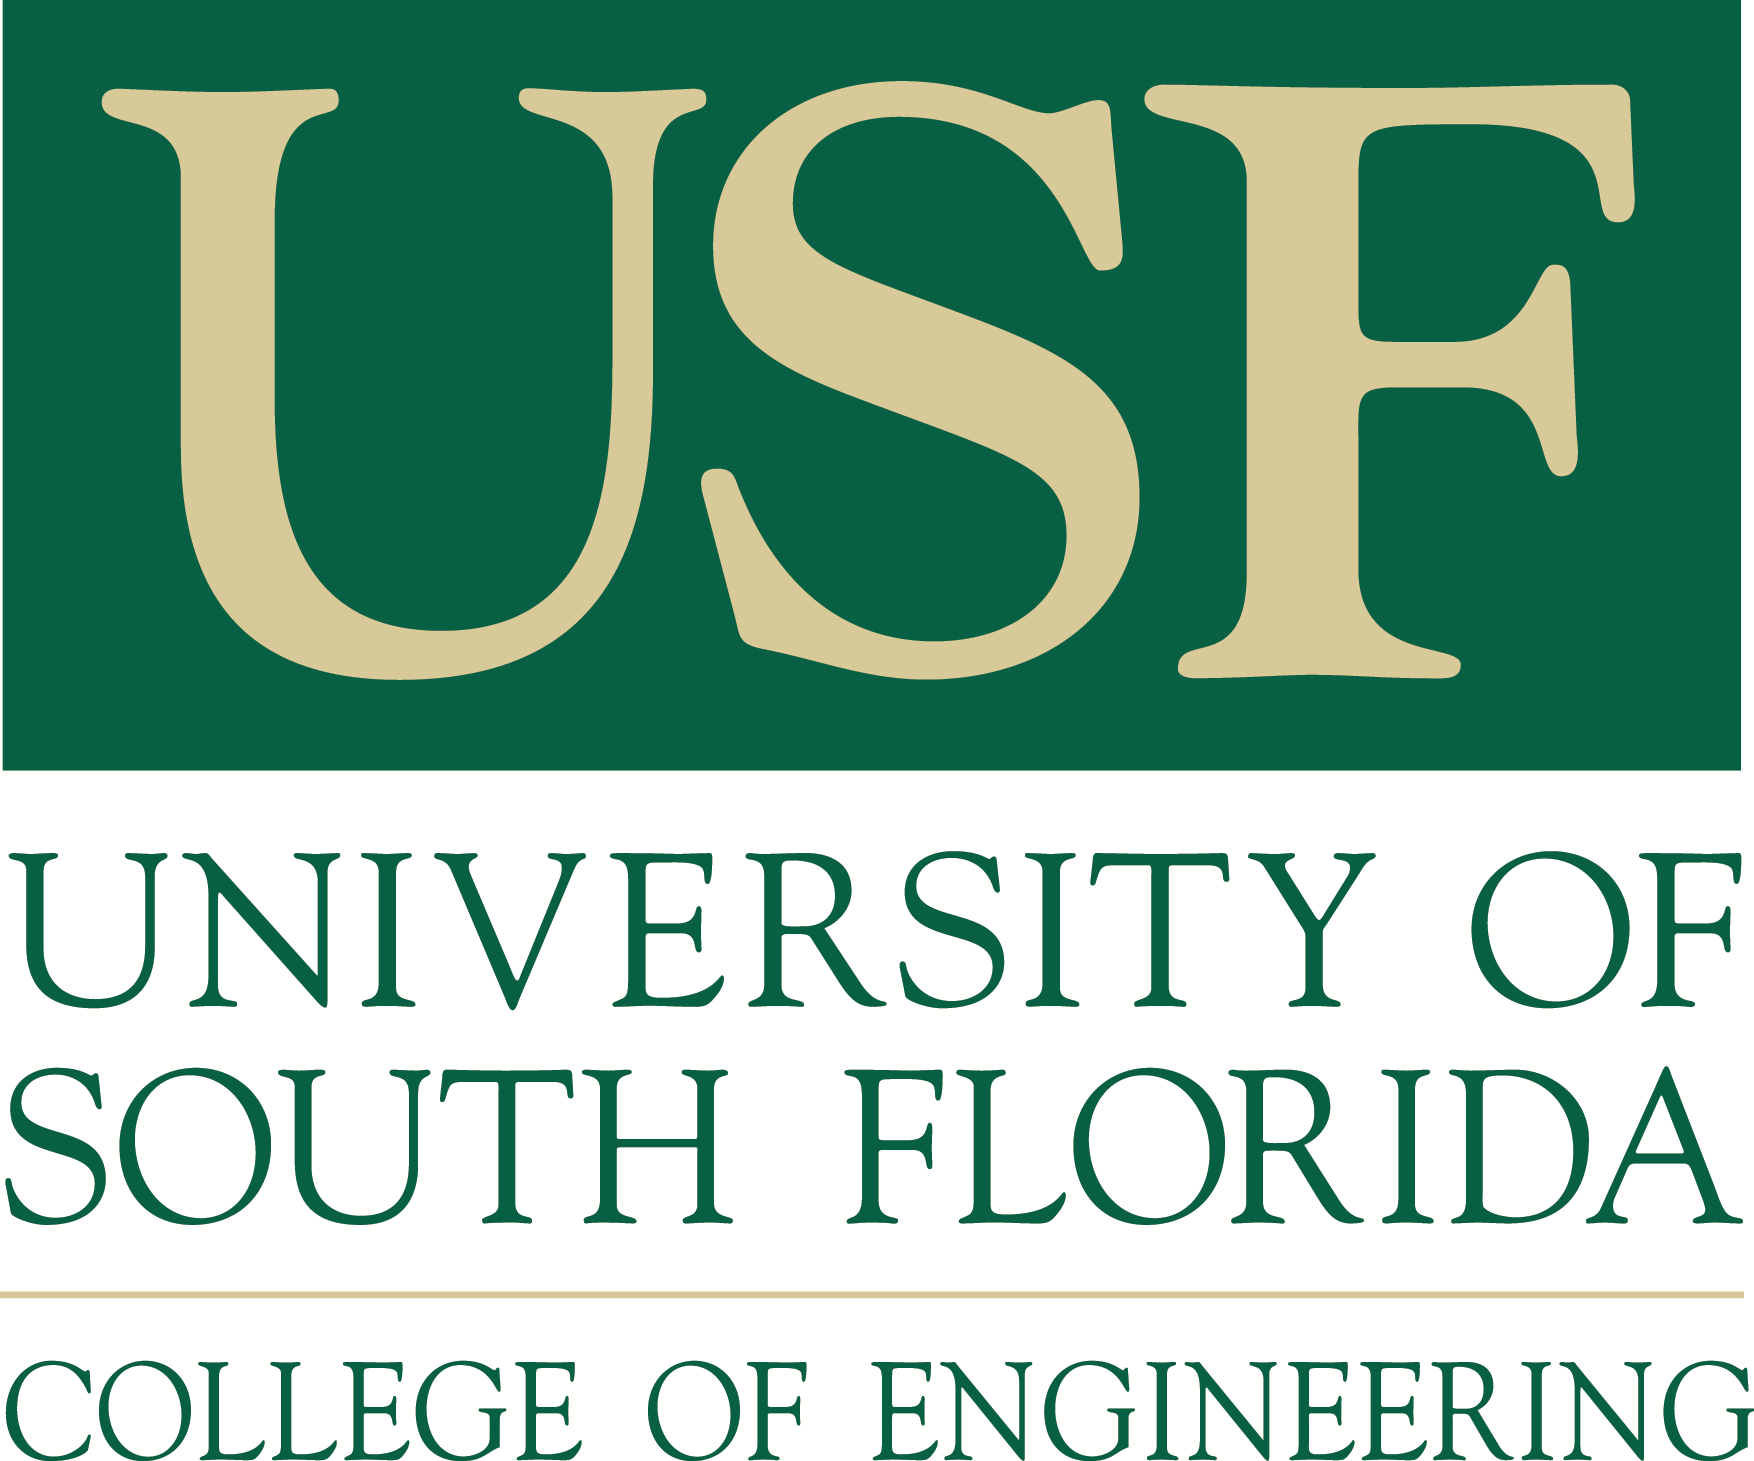 USF
UNIVERSITY OF
SOUTH FLORIDA
COLLEGE OF ENGINEERING